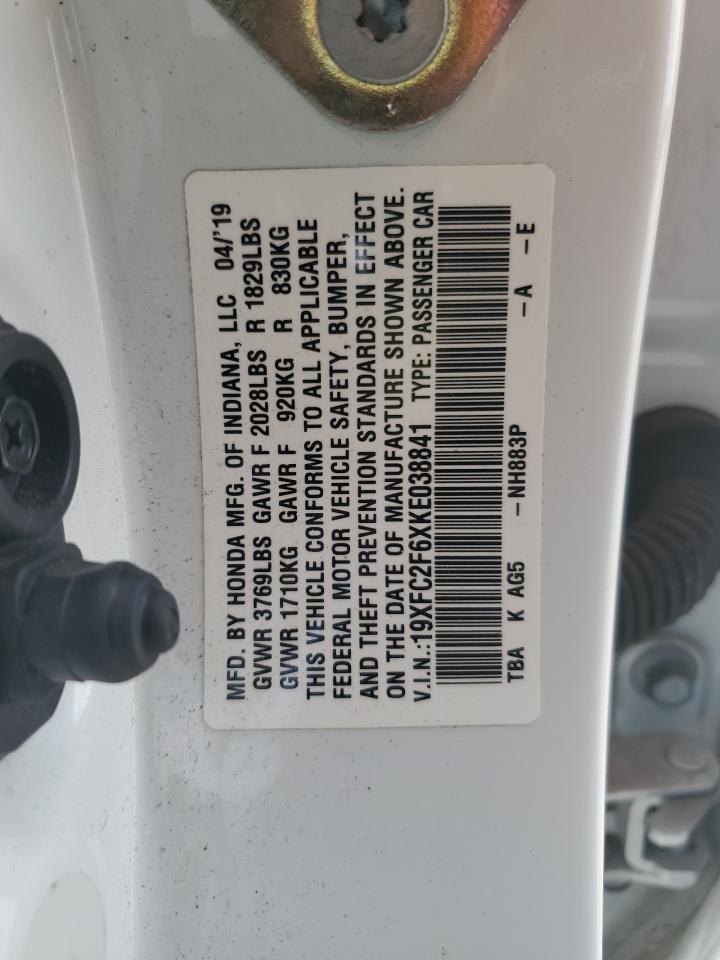 MFD. BY HONDA MFG. OF INDIANA, LLC 04/'19
GVWR 3769LBS GAWR F 2028LBS R 1829LBS
GVWR 1710KG GAWR F 920KG R 830KG
THIS VEHICLE CONFORMS TO ALL APPLICABLE
FEDERAL MOTOR VEHICLE SAFETY, BUMPER,
AND THEFT PREVENTION STANDARDS IN EFFECT
ON THE DATE OF MANUFACTURE SHOWN ABOVE.
V.I.N.:19XFC2F6XKE038841 TYPE: PASSENGER CAR
TBA K AG5 -NH883P -A -E